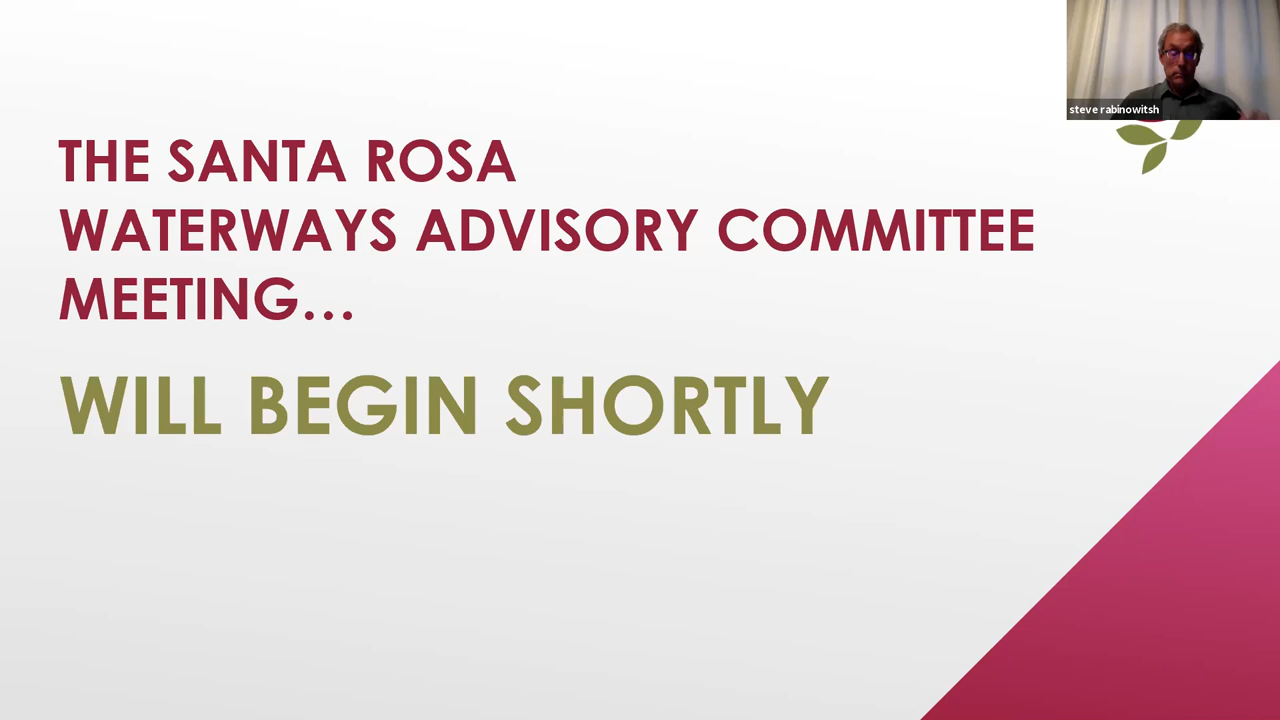 steve rabinowitsh
THE SANTA ROSA
WATERWAYS ADVISORY COMMITTEE
MEETING…
WILL BEGIN SHORTLY